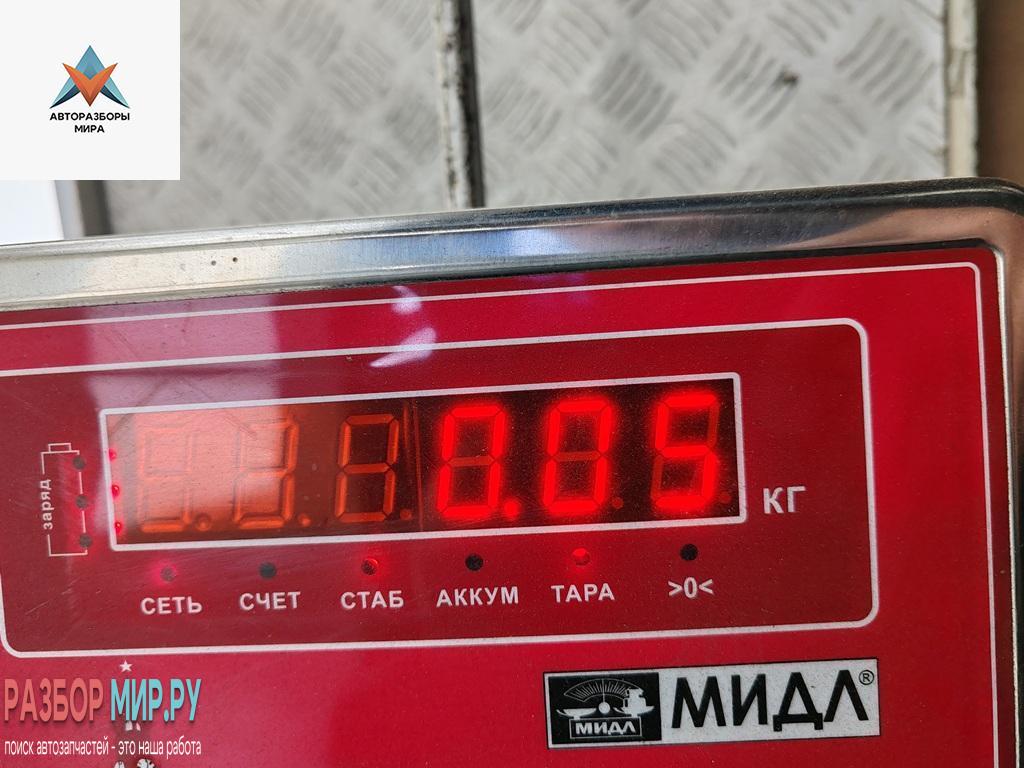 АВТОРАЗБОРЫ
МИРА
заряд
0.05
КГ
СЕТЬ СЧЕТ СТАБ АККУМ ТАРА >0<
МИДЛ МИДЛ®
РАЗБОР МИР.РУ
поиск автозапчастей - это наша работа